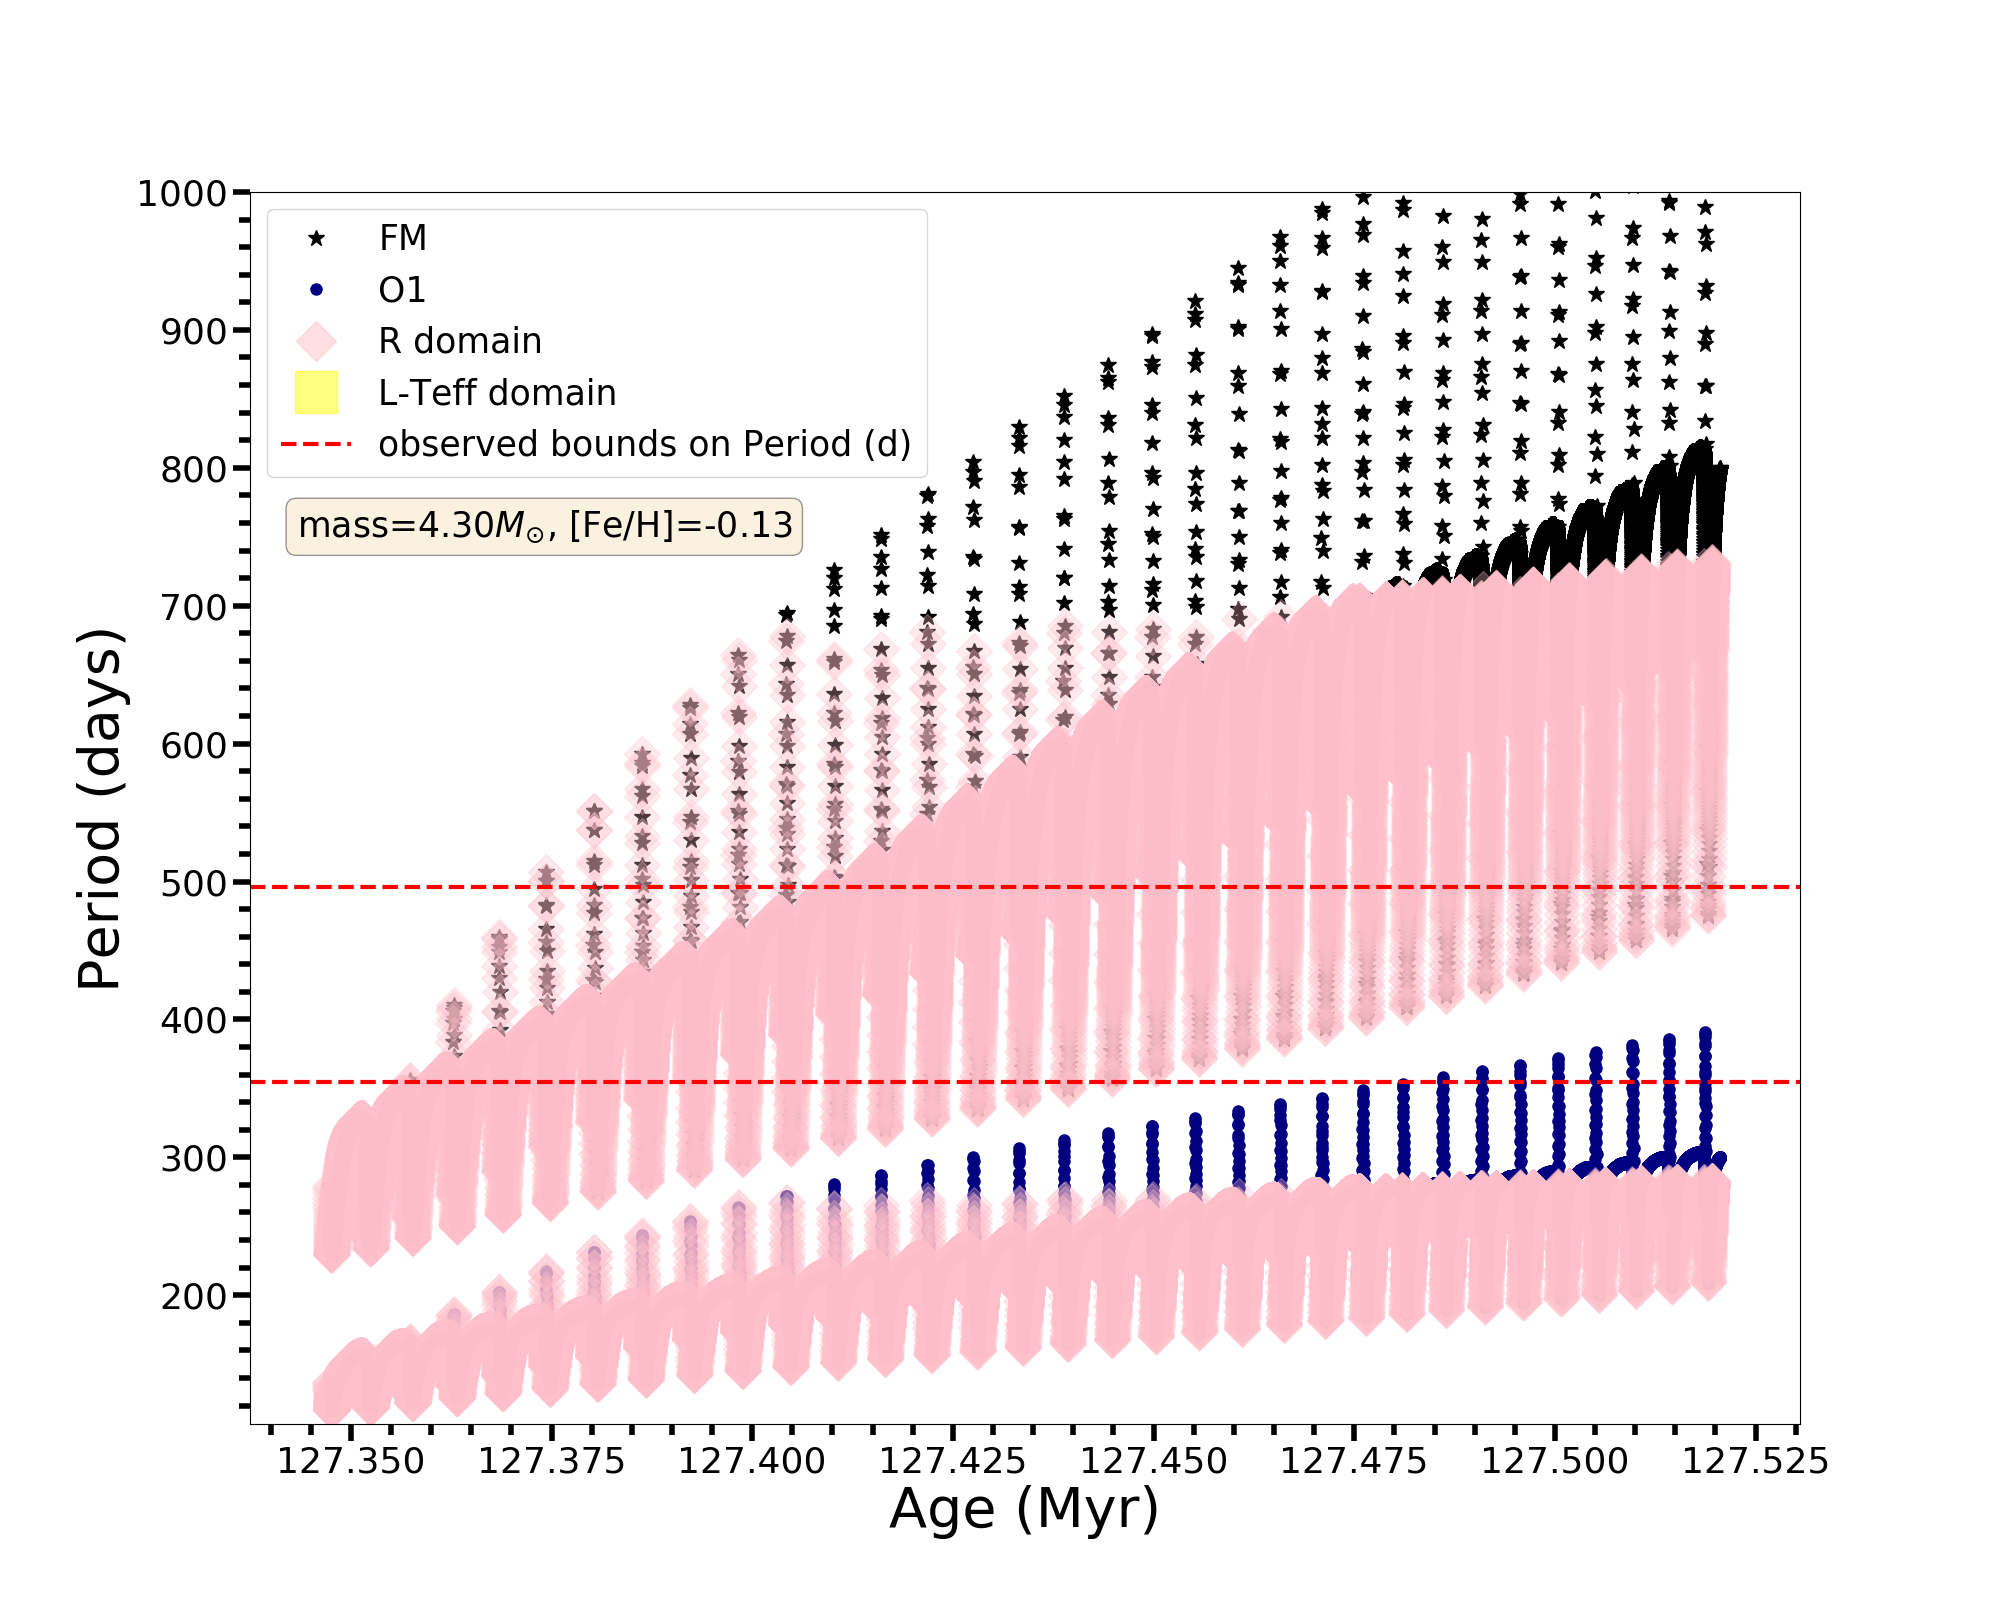 1000
900
800
700
600
500
400
300
200
Period (days)
FM
O1
R domain
L-Teff domain
observed bounds on Period (d)
mass=4.30M⊙, [Fe/H]=-0.13
127.350 127.375 127.400 127.425 127.450 127.475 127.500 127.525
Age (Myr)